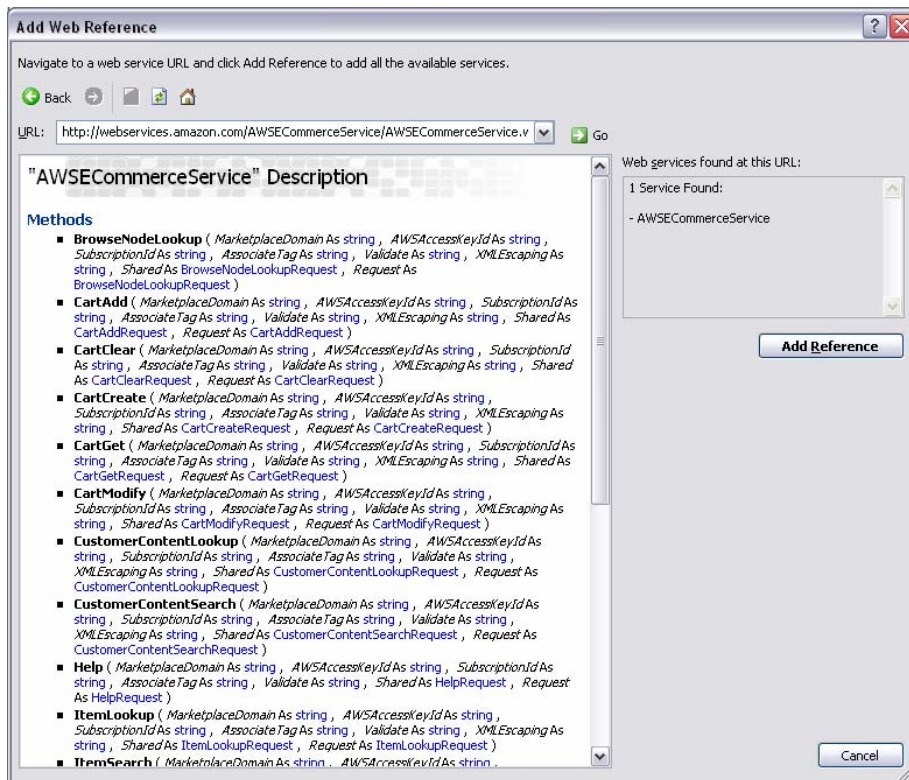 Add Web Reference
Navigate to a web service URL and click Add Reference to add all the available services.
Back
URL: http://webservices.amazon.com/AWSECommerceService/AWSECommerceService.v Go
"AWSECommerceService" Description
Methods
BrowseNodeLookup ( MarketplaceDomain As string , AWSAccessKeyId As string ,
SubscriptionId As string , AssociateTag As string , Validate As string , XMLEscaping As
string , Shared As BrowseNodeLookupRequest , Request As
BrowseNodeLookupRequest )
CartAdd ( MarketplaceDomain As string , AWSAccessKeyId As string , SubscriptionId As
string , AssociateTag As string , Validate As string , XMLEscaping As string , Shared As
CartAddRequest , Request As CartAddRequest )
CartClear ( MarketplaceDomain As string , AWSAccessKeyId As string , SubscriptionId
As string , AssociateTag As string , Validate As string , XMLEscaping As string , Shared
As CartClearRequest , Request As CartClearRequest )
CartCreate ( MarketplaceDomain As string , AWSAccessKeyId As string ,
SubscriptionId As string , AssociateTag As string , Validate As string , XMLEscaping As
string , Shared As CartCreateRequest , Request As CartCreateRequest )
CartGet ( MarketplaceDomain As string , AWSAccessKeyId As string , SubscriptionId As
string , AssociateTag As string , Validate As string , XMLEscaping As string , Shared As
CartGetRequest , Request As CartGetRequest )
CartModify ( MarketplaceDomain As string , AWSAccessKeyId As string ,
SubscriptionId As string , AssociateTag As string , Validate As string , XMLEscaping As
string , Shared As CartModifyRequest , Request As CartModifyRequest )
CustomerContentLookup ( MarketplaceDomain As string , AWSAccessKeyId As
string , SubscriptionId As string , AssociateTag As string , Validate As string ,
XMLEscaping As string , Shared As CustomerContentLookupRequest , Request As
CustomerContentLookupRequest )
CustomerContentSearch ( MarketplaceDomain As string , AWSAccessKeyId As
string , SubscriptionId As string , AssociateTag As string , Validate As string ,
XMLEscaping As string , Shared As CustomerContentSearchRequest , Request As
CustomerContentSearchRequest )
Help ( MarketplaceDomain As string , AWSAccessKeyId As string , SubscriptionId As
string , AssociateTag As string , Validate As string , Shared As HelpRequest , Request
As HelpRequest )
ItemLookup ( MarketplaceDomain As string , AWSAccessKeyId As string ,
SubscriptionId As string , AssociateTag As string , Validate As string , XMLEscaping As
string , Shared As ItemLookupRequest , Request As ItemLookupRequest )
ItemSearch ( MarketplaceDomain As string , AWSAccessKeyId As string ,
Web services found at this URL:
1 Service Found:
- AWSECommerceService
Add Reference
Cancel